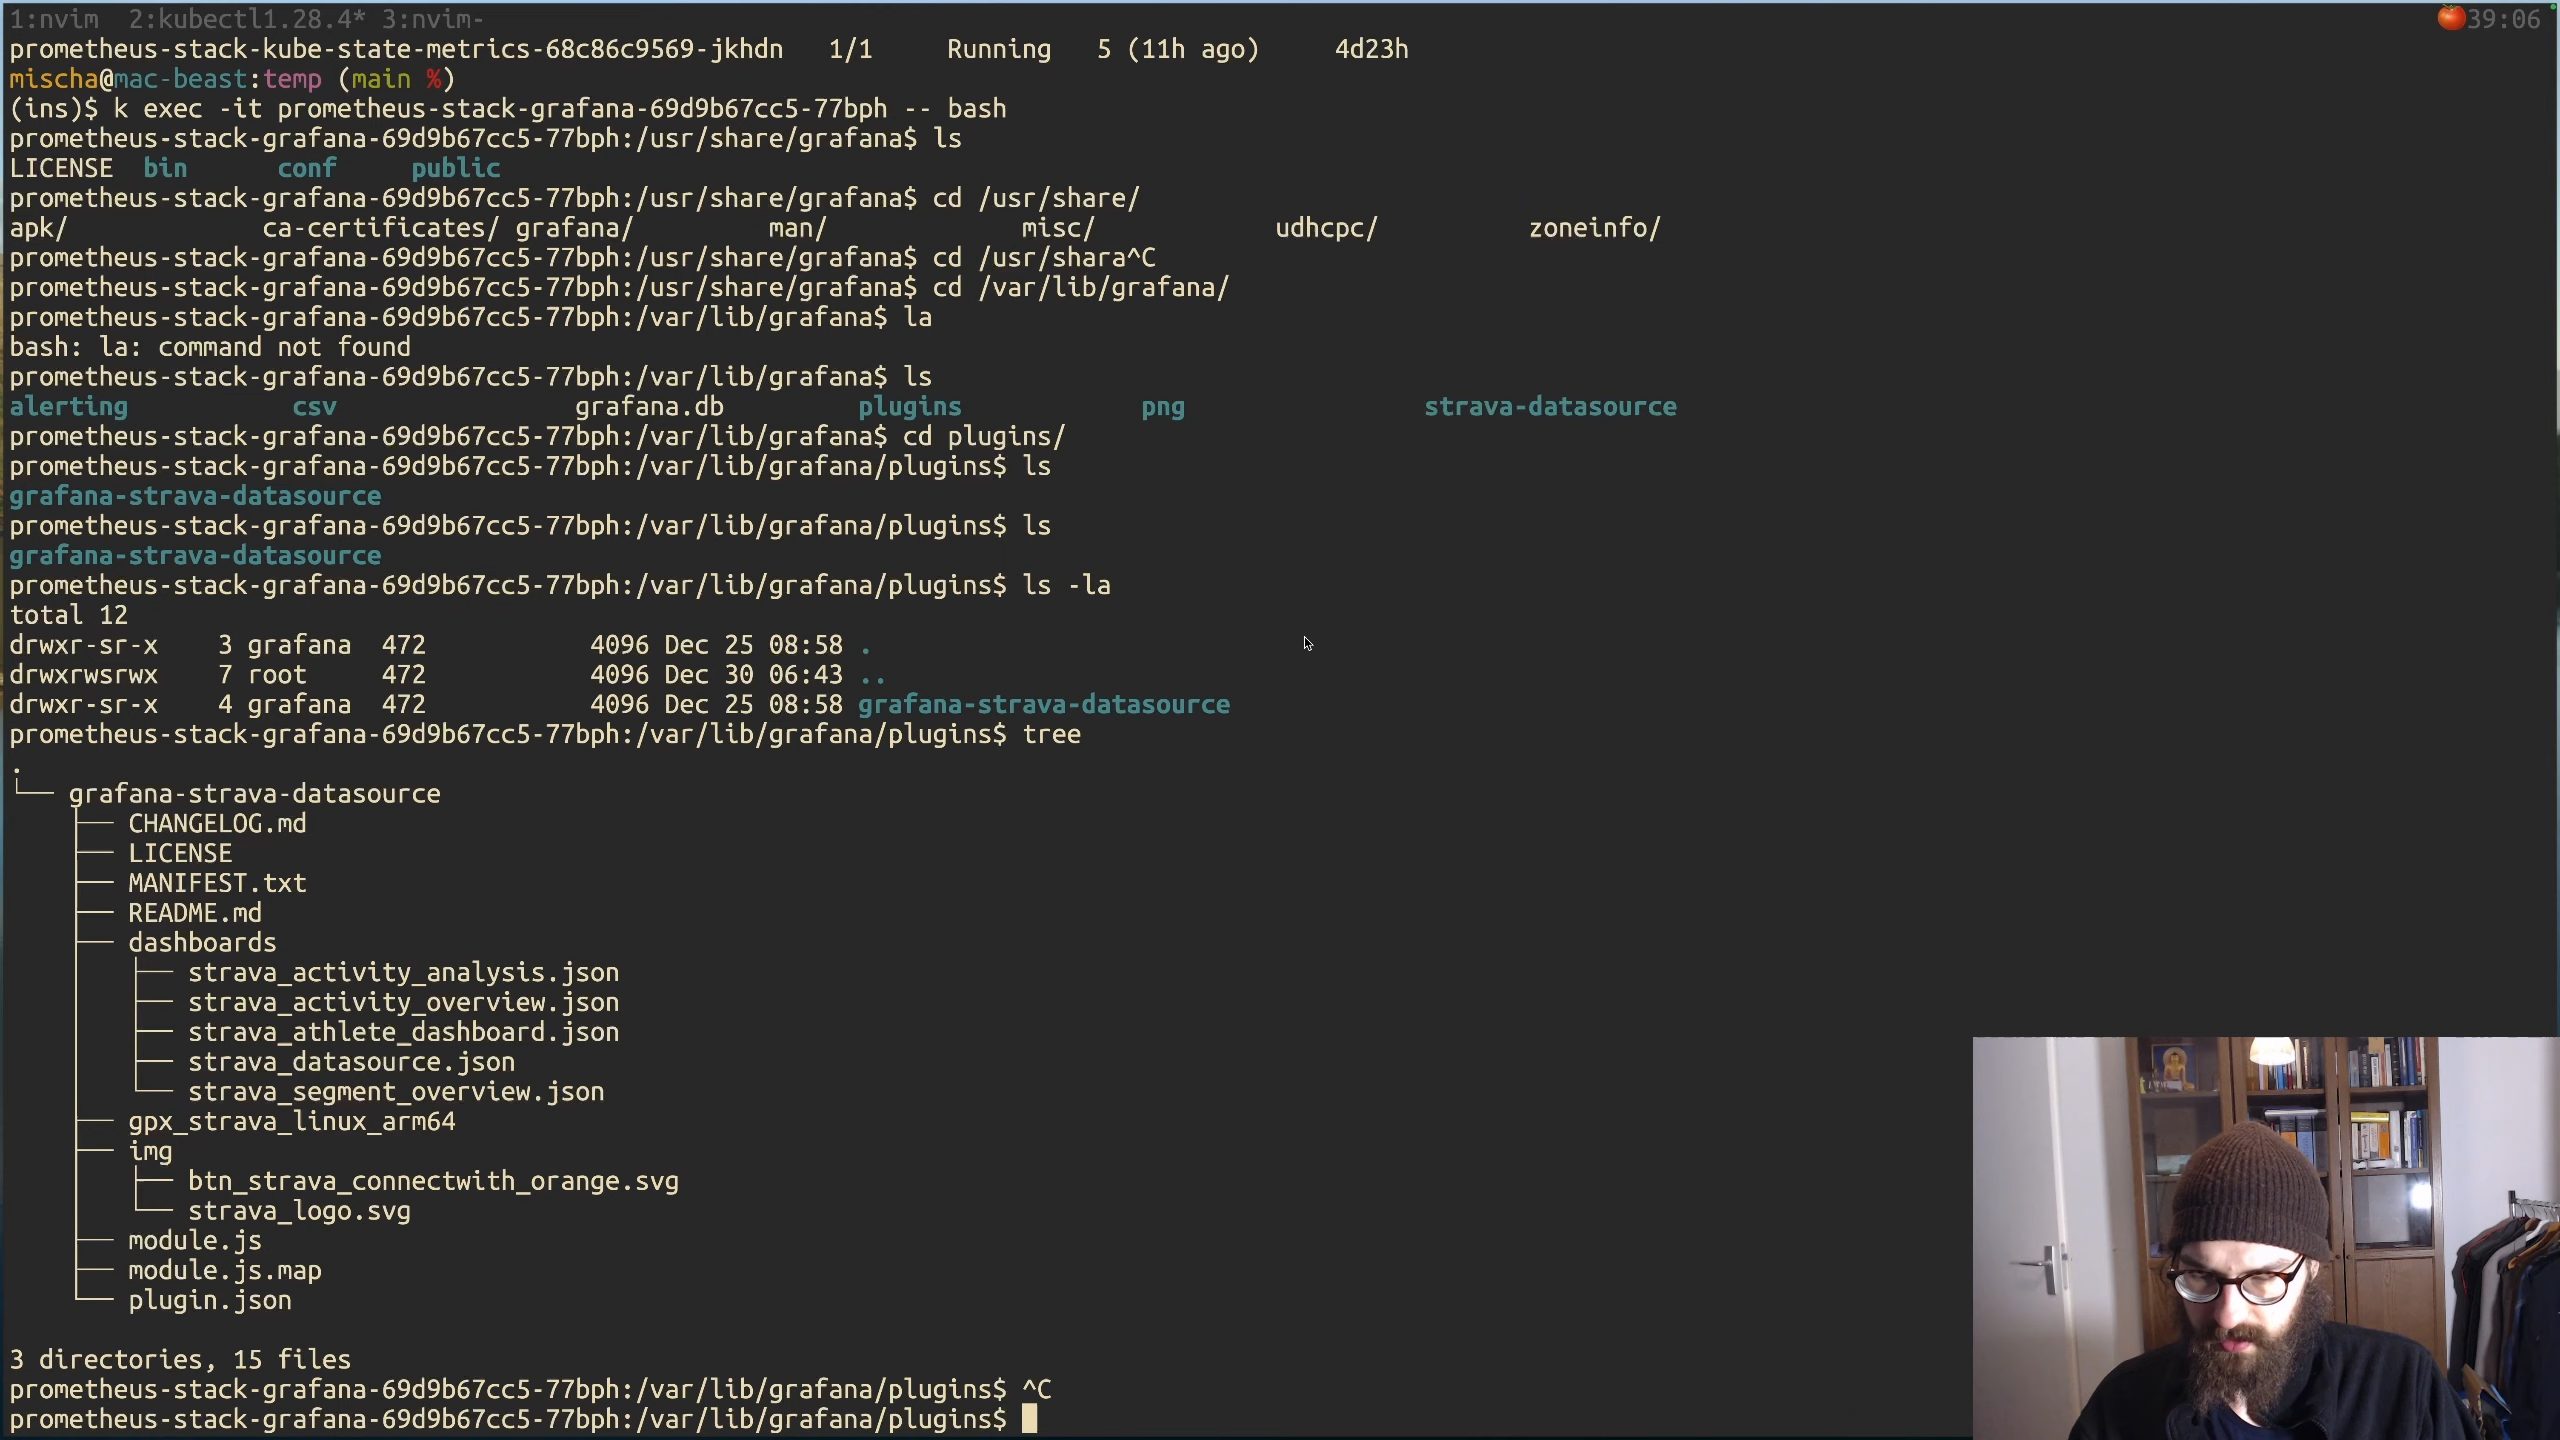 1:nvim  2:kubectl1.28.4* 3:nvim-  39:06
prometheus-stack-kube-state-metrics-68c86c9569-jkhdn   1/1     Running   5 (11h ago)     4d23h
mischa@mac-beast:temp (main %)
(ins)$ k exec -it prometheus-stack-grafana-69d9b67cc5-77bph -- bash
prometheus-stack-grafana-69d9b67cc5-77bph:/usr/share/grafana$ ls
LICENSE  bin      conf     public
prometheus-stack-grafana-69d9b67cc5-77bph:/usr/share/grafana$ cd /usr/share/
apk/             ca-certificates/ grafana/         man/             misc/            udhcpc/          zoneinfo/
prometheus-stack-grafana-69d9b67cc5-77bph:/usr/share/grafana$ cd /usr/shara^C
prometheus-stack-grafana-69d9b67cc5-77bph:/usr/share/grafana$ cd /var/lib/grafana/
prometheus-stack-grafana-69d9b67cc5-77bph:/var/lib/grafana$ la
bash: la: command not found
prometheus-stack-grafana-69d9b67cc5-77bph:/var/lib/grafana$ ls
alerting           csv                grafana.db         plugins            png                strava-datasource
prometheus-stack-grafana-69d9b67cc5-77bph:/var/lib/grafana$ cd plugins/
prometheus-stack-grafana-69d9b67cc5-77bph:/var/lib/grafana/plugins$ ls
grafana-strava-datasource
prometheus-stack-grafana-69d9b67cc5-77bph:/var/lib/grafana/plugins$ ls
grafana-strava-datasource
prometheus-stack-grafana-69d9b67cc5-77bph:/var/lib/grafana/plugins$ ls -la
total 12
drwxr-sr-x    3 grafana  472           4096 Dec 25 08:58 .
drwxrwsrwx    7 root     472           4096 Dec 30 06:43 ..
drwxr-sr-x    4 grafana  472           4096 Dec 25 08:58 grafana-strava-datasource
prometheus-stack-grafana-69d9b67cc5-77bph:/var/lib/grafana/plugins$ tree
.
└── grafana-strava-datasource
    ├── CHANGELOG.md
    ├── LICENSE
    ├── MANIFEST.txt
    ├── README.md
    ├── dashboards
    │   ├── strava_activity_analysis.json
    │   ├── strava_activity_overview.json
    │   ├── strava_athlete_dashboard.json
    │   ├── strava_datasource.json
    │   └── strava_segment_overview.json
    ├── gpx_strava_linux_arm64
    ├── img
    │   ├── btn_strava_connectwith_orange.svg
    │   └── strava_logo.svg
    ├── module.js
    ├── module.js.map
    └── plugin.json
3 directories, 15 files
prometheus-stack-grafana-69d9b67cc5-77bph:/var/lib/grafana/plugins$ ^C
prometheus-stack-grafana-69d9b67cc5-77bph:/var/lib/grafana/plugins$